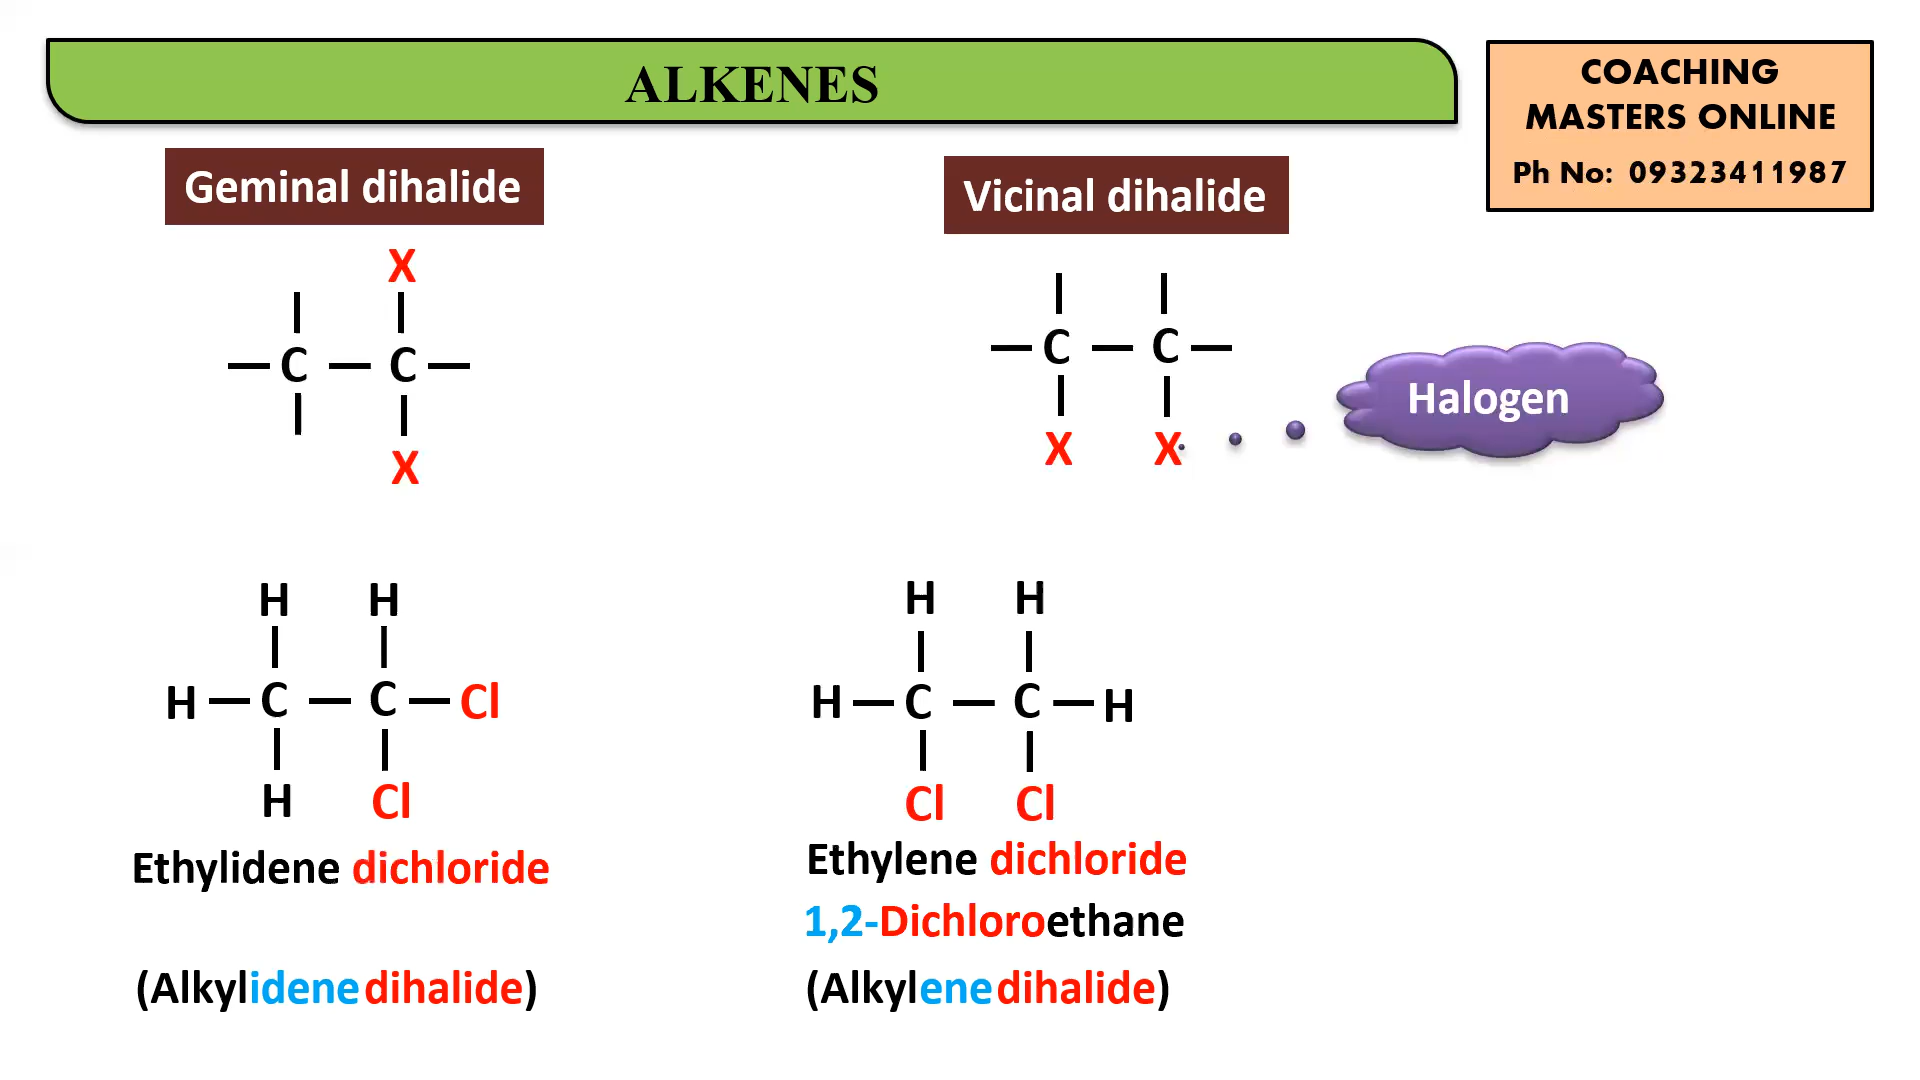 ALKENES
COACHING
MASTERS ONLINE
Ph No: 09323411987
Geminal dihalide
X
C C
X
Vicinal dihalide
C C
X X
Halogen
H H
H C C Cl
H Cl
Ethylidene dichloride
(Alkylidene dihalide)
H H
H C C H
Cl Cl
Ethylene dichloride
1,2-Dichloroethane
(Alkylene dihalide)